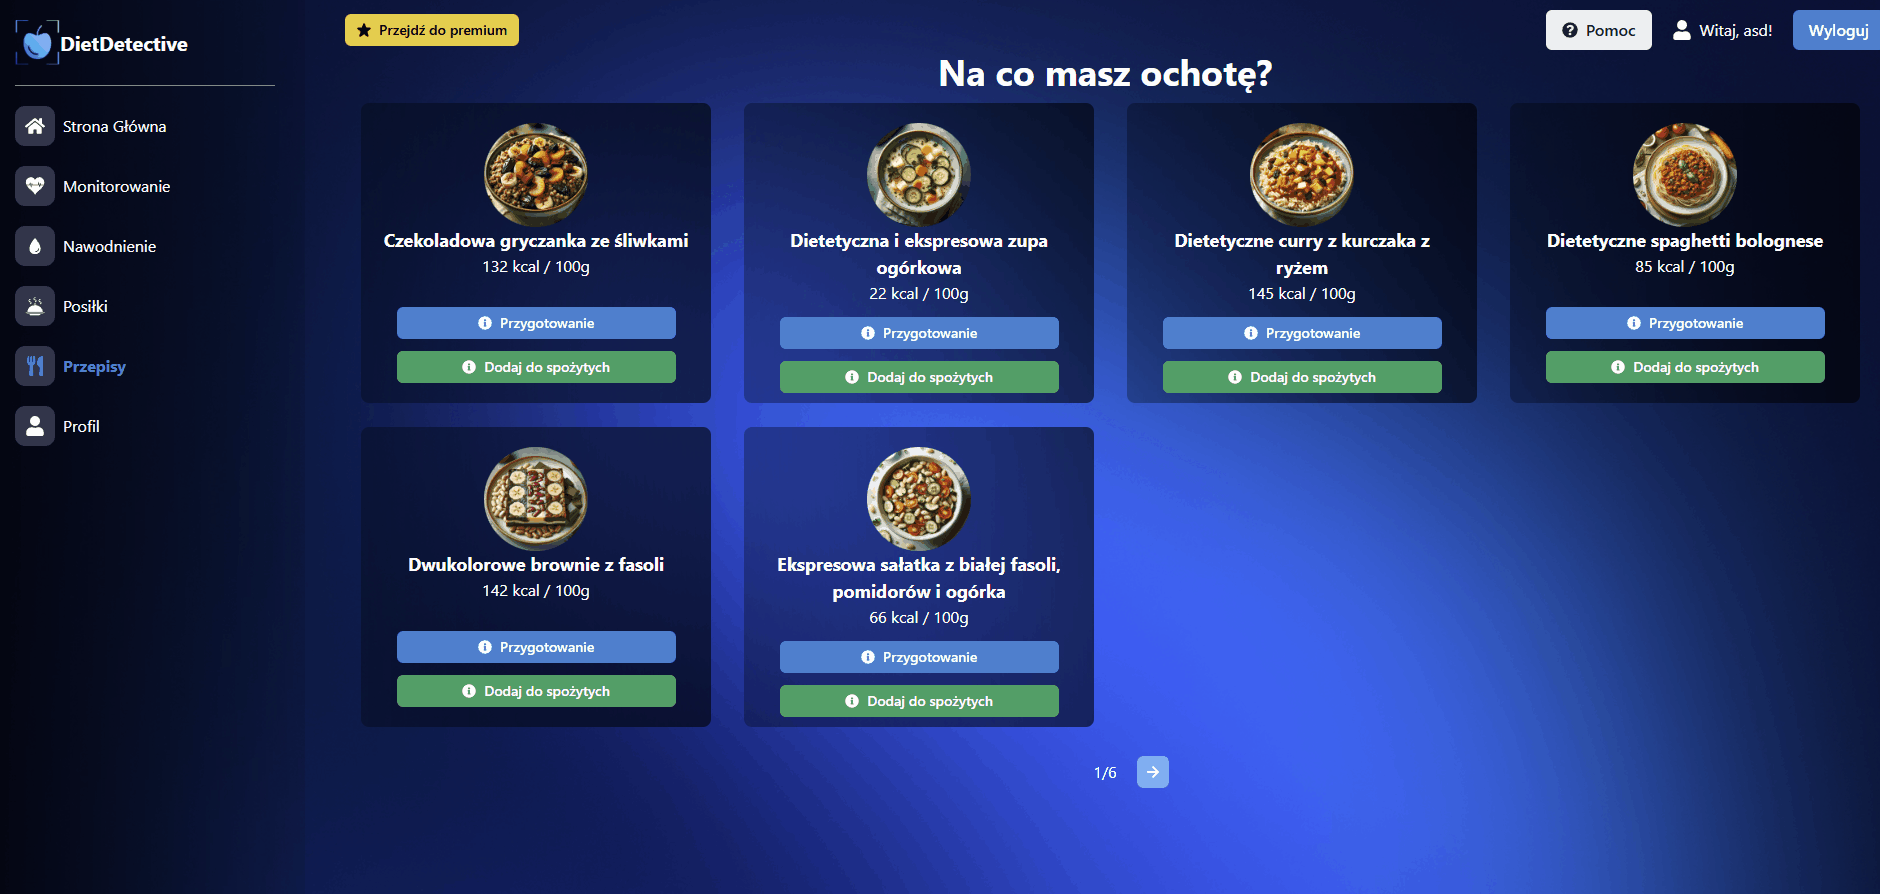 DietDetective
Przejdź do premium
Pomoc
Witaj, asd!
Wyloguj
Strona Główna
Monitorowanie
Nawodnienie
Posiłki
Przepisy
Profil
Na co masz ochotę?
Czekoladowa gryczanka ze śliwkami
132 kcal / 100g
Przygotowanie
Dodaj do spożytych
Dietetyczna i ekspresowa zupa
ogórkowa
22 kcal / 100g
Przygotowanie
Dodaj do spożytych
Dietetyczne curry z kurczaka z
ryżem
145 kcal / 100g
Przygotowanie
Dodaj do spożytych
Dietetyczne spaghetti bolognese
85 kcal / 100g
Przygotowanie
Dodaj do spożytych
Dwukolorowe brownie z fasoli
142 kcal / 100g
Przygotowanie
Dodaj do spożytych
Ekspresowa sałatka z białej fasoli,
pomidorów i ogórka
66 kcal / 100g
Przygotowanie
Dodaj do spożytych
1/6